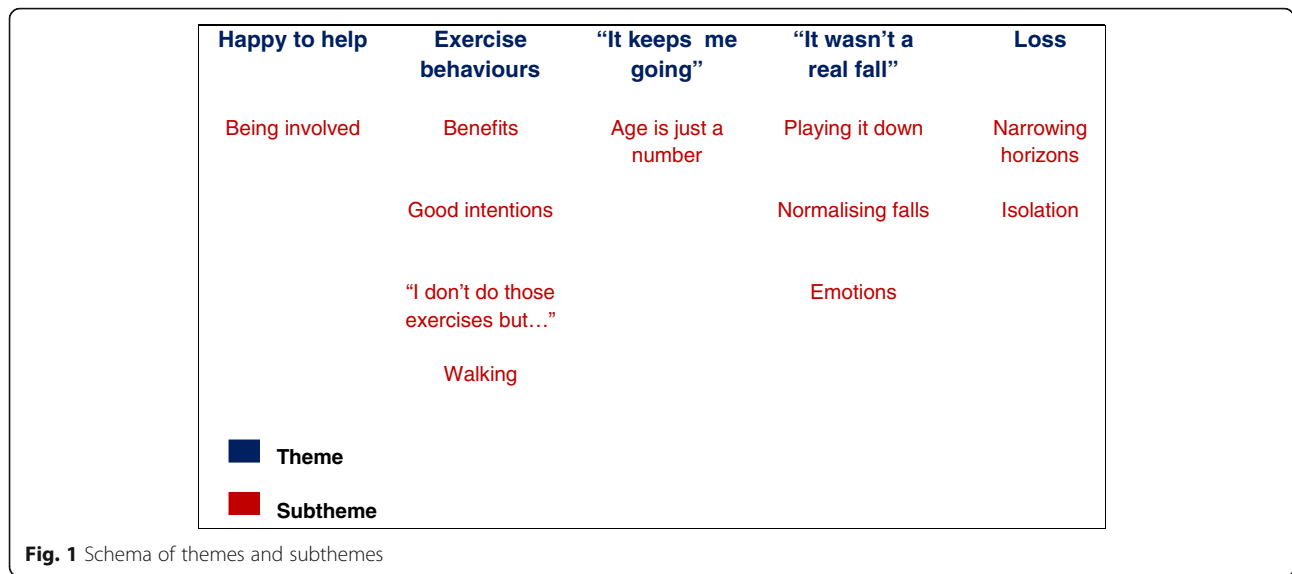 Happy to help Exercise “It keeps me “It wasn’t a Loss
behaviours going” real fall”
Being involved Benefits Age is just a Playing it down Narrowing
number horizons
Good intentions Normalising falls Isolation
“I don’t do those Emotions
exercises but…”
Walking
Theme
Subtheme
Fig. 1 Schema of themes and subthemes